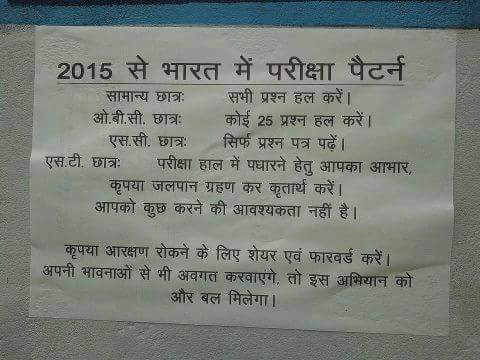 2015 से भारत में परीक्षा पैटर्न
सामान्य छात्रः सभी प्रश्न हल करें।
ओ.बी.सी. छात्रः कोई 25 प्रश्न हल करें।
एस.सी. छात्रः सिर्फ प्रश्न पत्र पढ़ें।
एस.टी. छात्रः परीक्षा हाल में पधारने हेतु आपका आभार,
कृपया जलपान ग्रहण कर कृतार्थ करें।
आपको कुछ करने की आवश्यकता नहीं है।
कृपया आरक्षण रोकने के लिए शेयर एवं फारवर्ड करें।
अपनी भावनाओं से भी अवगत करवाएंगे, तो इस अभियान को
और बल मिलेगा।